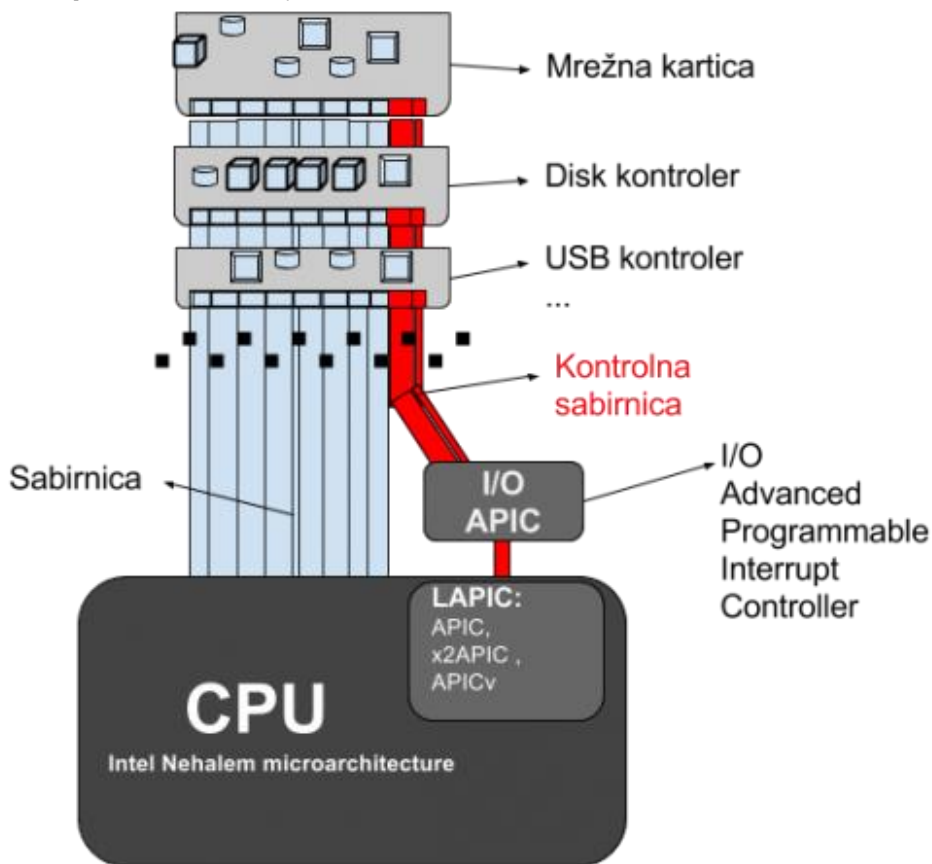 Mrežna kartica
Disk kontroler
USB kontroler
...
Kontrolna
sabirnica
Sabirnica
I/O
APIC
I/O
Advanced
Programmable
Interrupt
Controller
LAPIC:
APIC,
x2APIC ,
APICv
CPU
Intel Nehalem microarchitecture